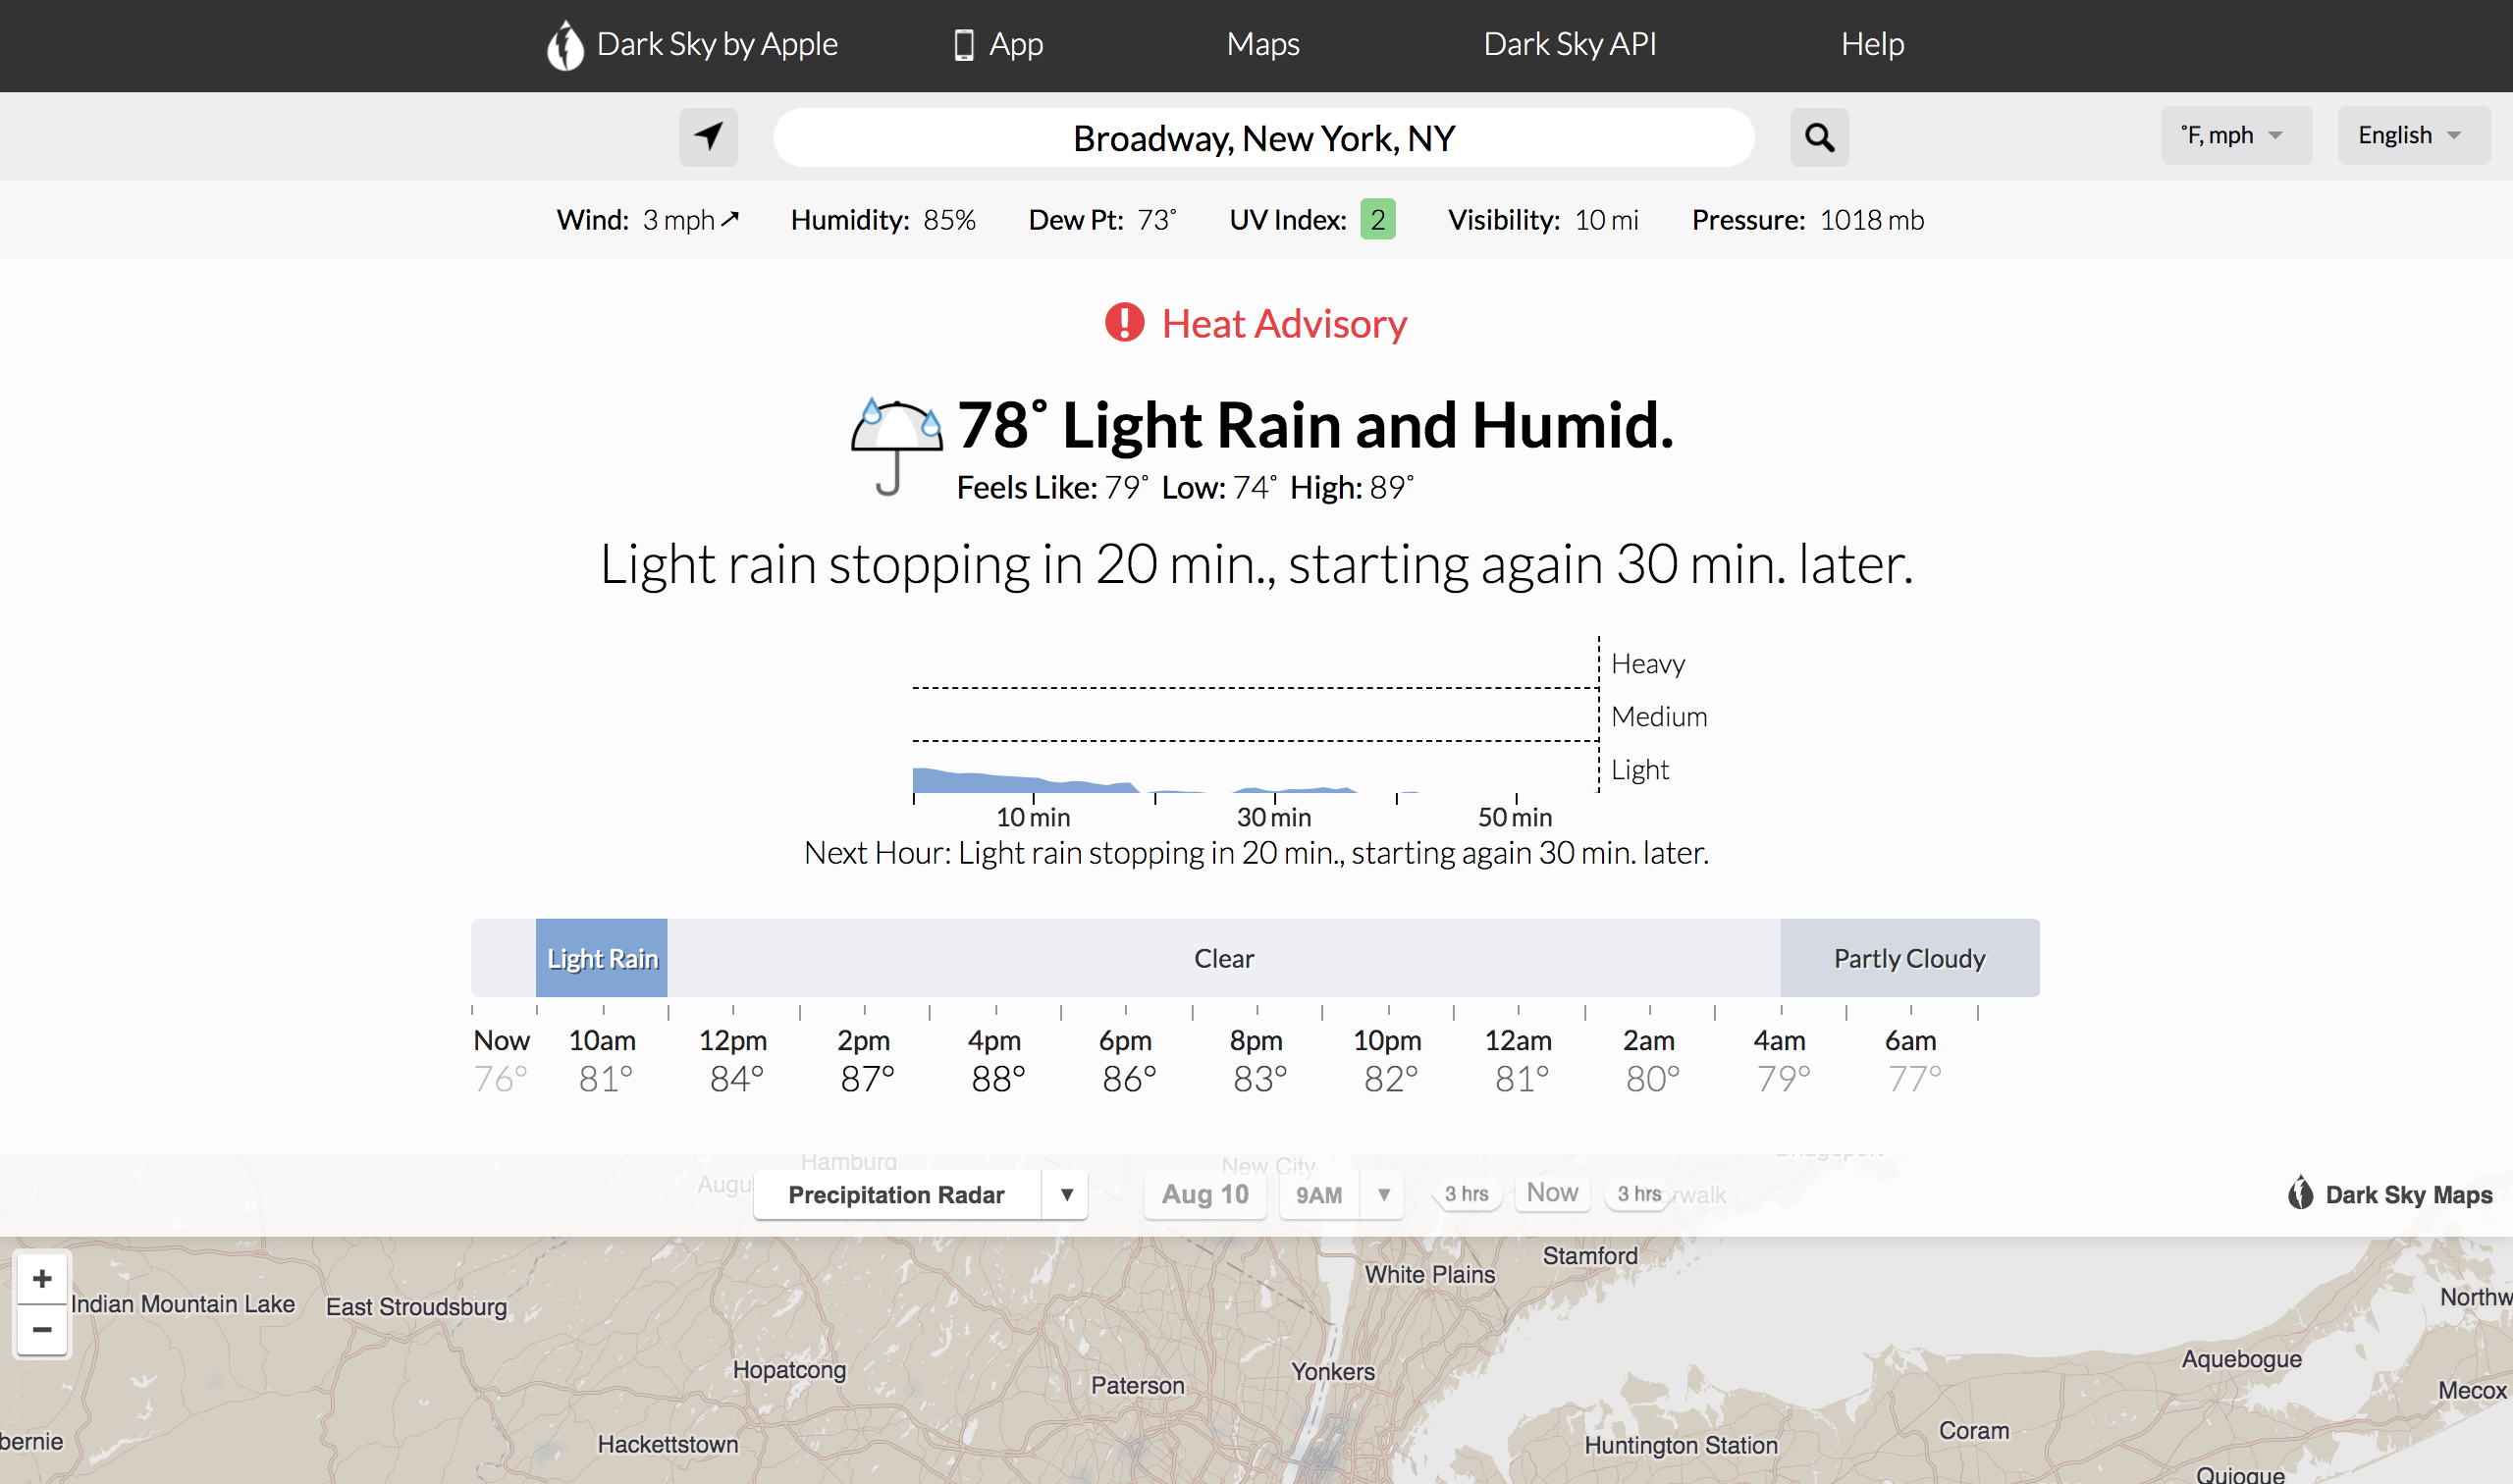 Dark Sky by Apple App Maps Dark Sky API Help
Broadway, New York, NY °F, mph English
Wind: 3 mph Humidity: 85% Dew Pt: 73° UV Index: 2 Visibility: 10 mi Pressure: 1018 mb
Heat Advisory
78° Light Rain and Humid.
Feels Like: 79° Low: 74° High: 89°
Light rain stopping in 20 min., starting again 30 min. later.
Heavy
Medium
Light
10 min 30 min 50 min
Next Hour: Light rain stopping in 20 min., starting again 30 min. later.
Light Rain Clear Partly Cloudy
Now 10am 12pm 2pm 4pm 6pm 8pm 10pm 12am 2am 4am 6am
76° 81° 84° 87° 88° 86° 83° 82° 81° 80° 79° 77°
Hamburg New City
Precipitation Radar Aug 10 9AM 3 hrs Now 3 hrs Dark Sky Maps
Stamford
White Plains
+ Indian Mountain Lake East Stroudsburg Northw
−
Hopatcong Yonkers Aquebogue
Paterson Mecox
bernie Hackettstown Huntington Station Coram
Quiogue